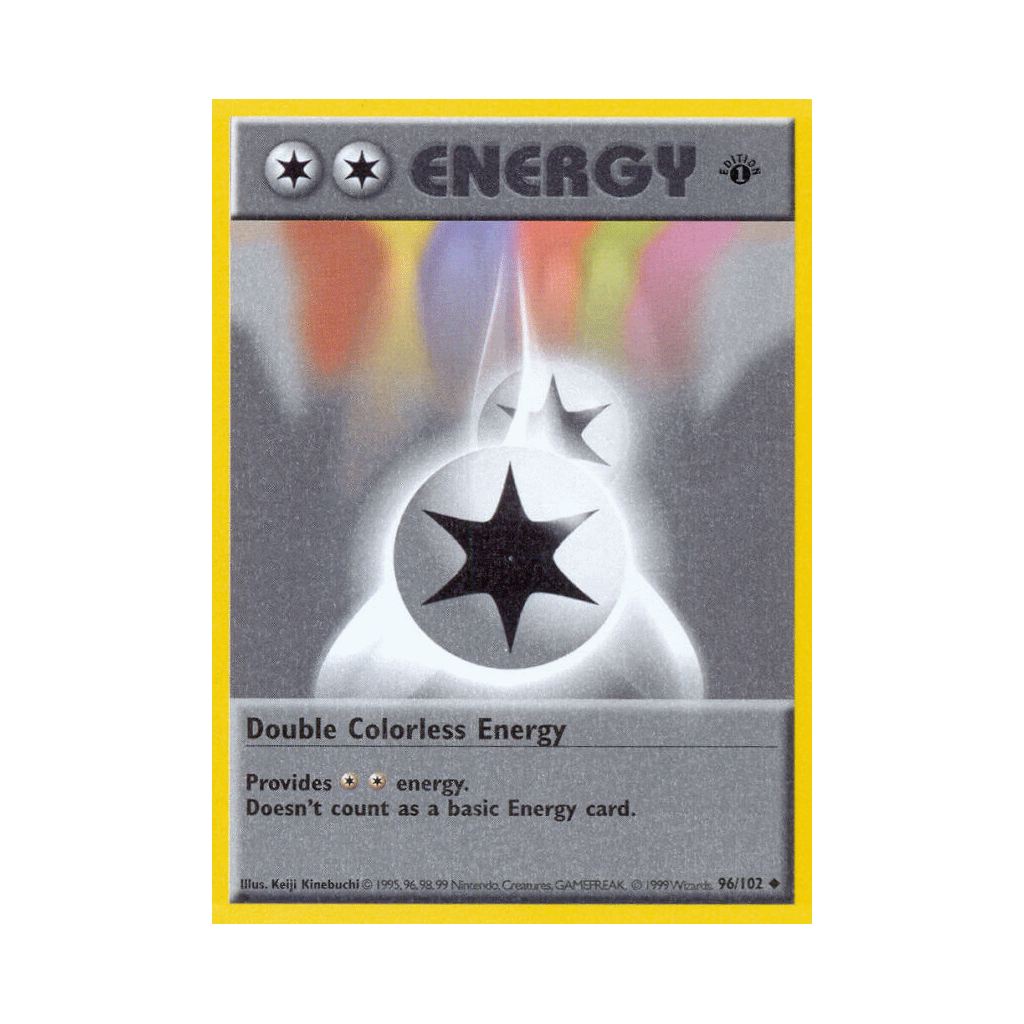 ENERGY
EDITION
1
Double Colorless Energy
Provides energy.
Doesn't count as a basic Energy card.
Illus. Keiji Kinebuchi © 1995, 96, 98, 99 Nintendo, Creatures, GAMEFREAK. © 1999 Wizards. 96/102